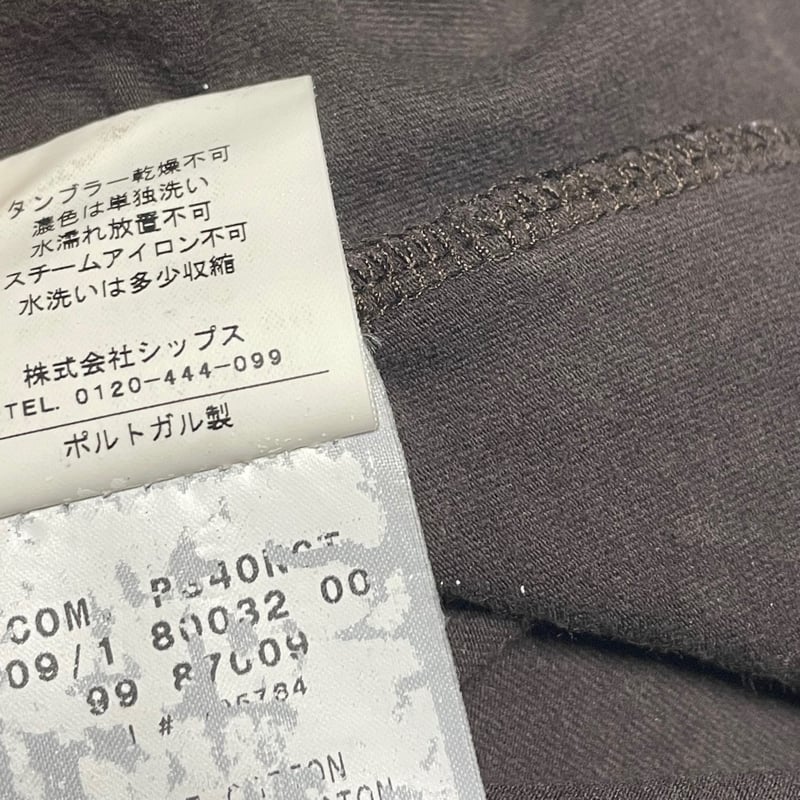 タンブラー乾燥不可
濃色は単独洗い
水濡れ放置不可
スチームアイロン不可
水洗いは多少収縮
株式会社シップス
TEL. 0120-444-099
ポルトガル製
COM
09/1 80032 00
99 87009
#